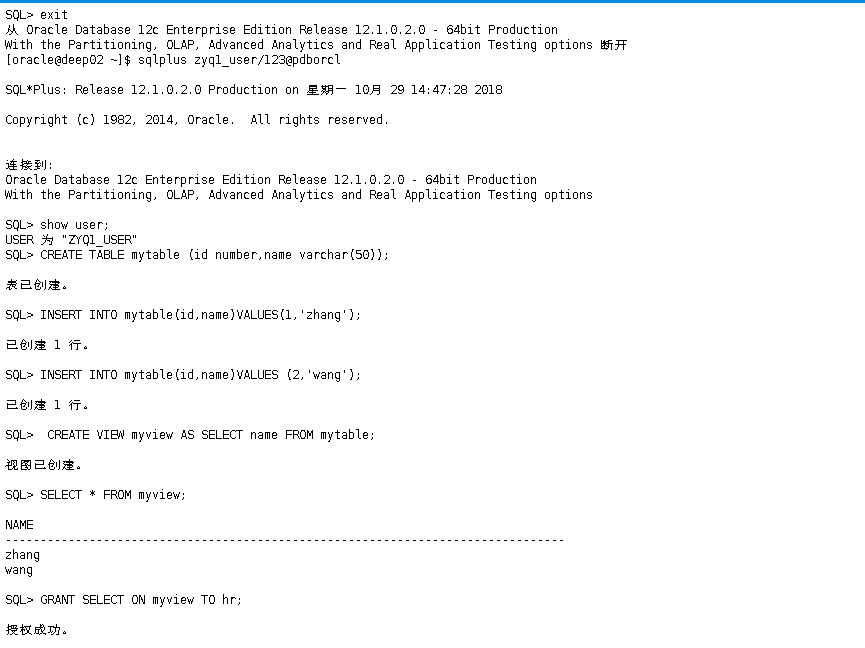 SQL> exit
从 Oracle Database 12c Enterprise Edition Release 12.1.0.2.0 - 64bit Production
With the Partitioning, OLAP, Advanced Analytics and Real Application Testing options 断开
[oracle@deep02 ~]$ sqlplus zyq1_user/123@pdborcl
SQL*Plus: Release 12.1.0.2.0 Production on 星期一 10月 29 14:47:28 2018
Copyright (c) 1982, 2014, Oracle.  All rights reserved.
连接到:
Oracle Database 12c Enterprise Edition Release 12.1.0.2.0 - 64bit Production
With the Partitioning, OLAP, Advanced Analytics and Real Application Testing options
SQL> show user;
USER 为 "ZYQ1_USER"
SQL> CREATE TABLE mytable (id number,name varchar(50));
表已创建。
SQL> INSERT INTO mytable(id,name)VALUES(1,'zhang');
已创建 1 行。
SQL> INSERT INTO mytable(id,name)VALUES (2,'wang');
已创建 1 行。
SQL>  CREATE VIEW myview AS SELECT name FROM mytable;
视图已创建。
SQL> SELECT * FROM myview;
NAME
--------------------------------------------------------------------------------
zhang
wang
SQL> GRANT SELECT ON myview TO hr;
授权成功。